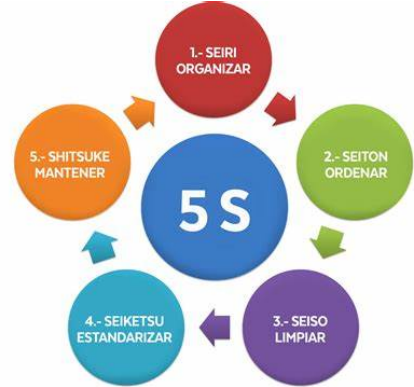 1.- SEIRI
ORGANIZAR
2.- SEITON
ORDENAR
3.- SEISO
LIMPIAR
4.- SEIKETSU
ESTANDARIZAR
5.- SHITSUKE
MANTENER
5 S